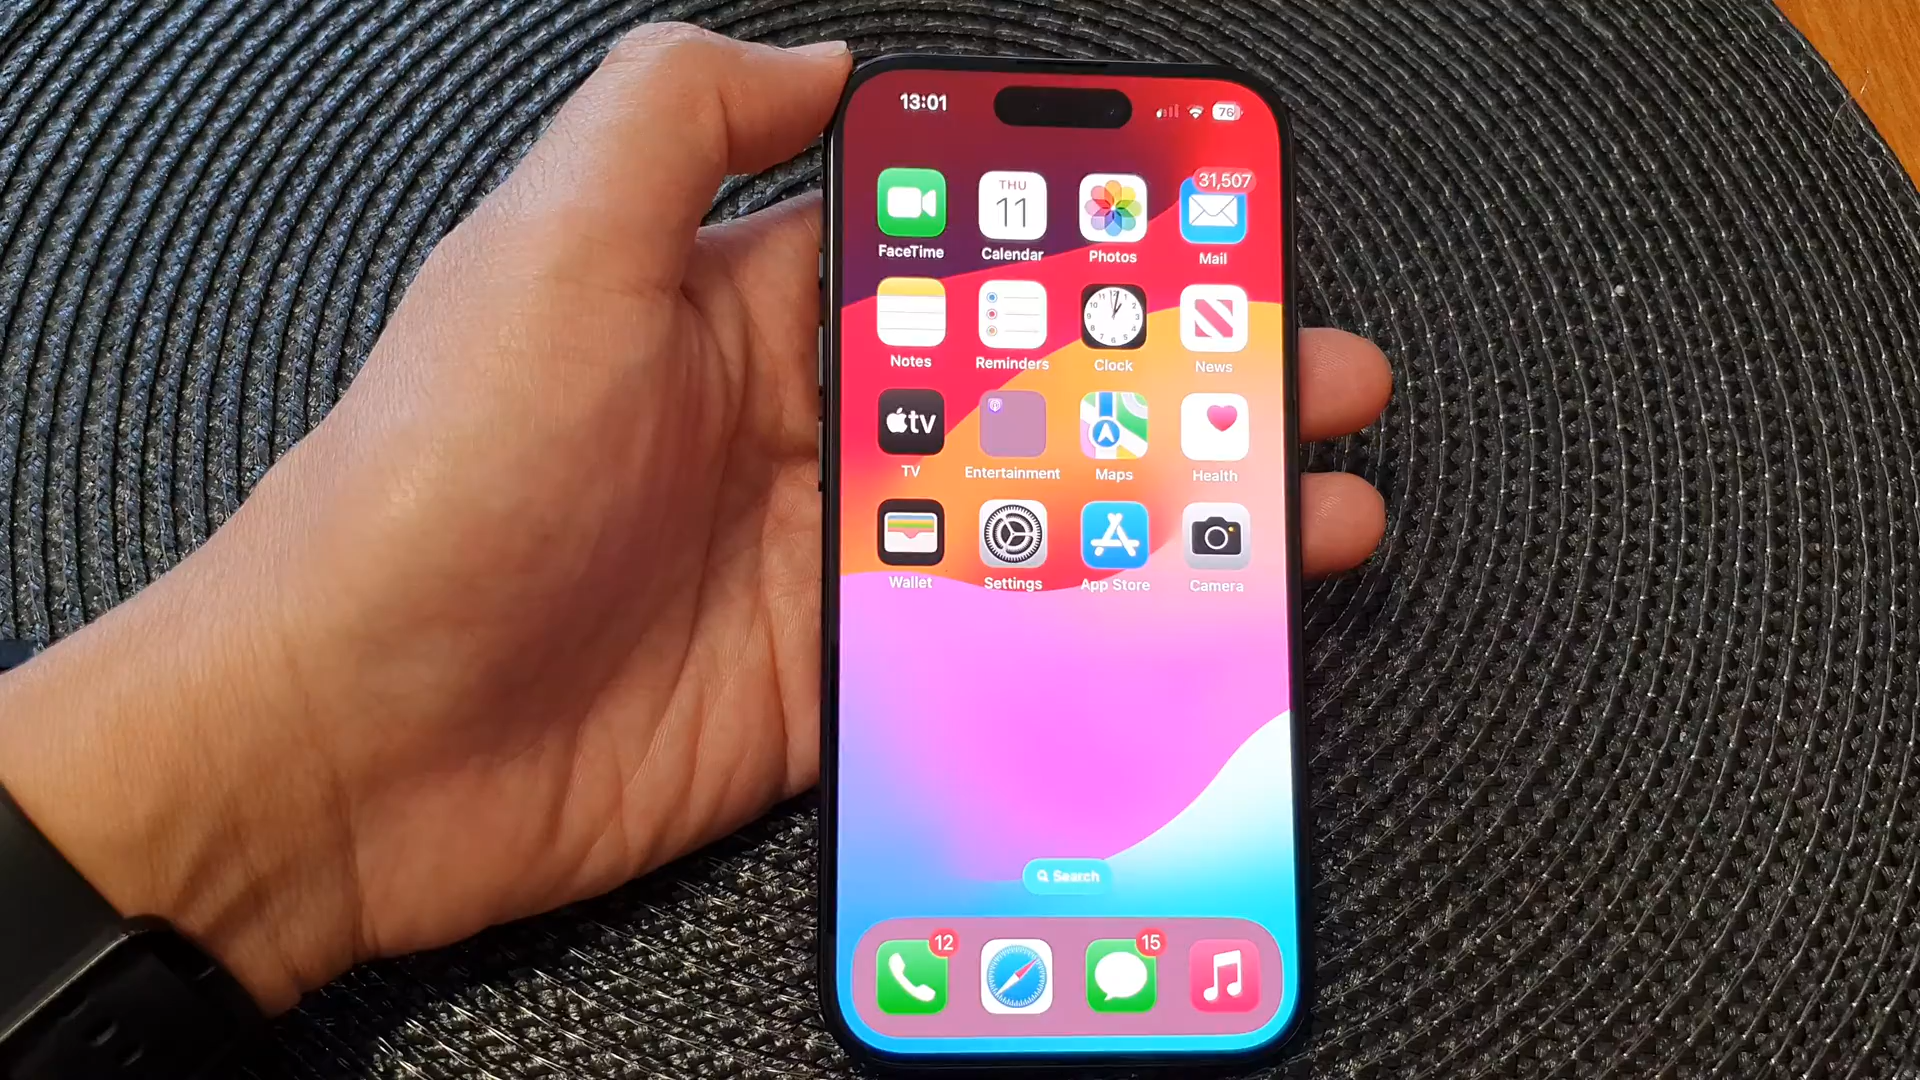 13:01
76
31,507
THU
11
FaceTime
Calendar
Photos
Mail
Notes
Reminders
Clock
News
tv
TV
Entertainment
Maps
Health
Wallet
Settings
App Store
Camera
Search
12
15